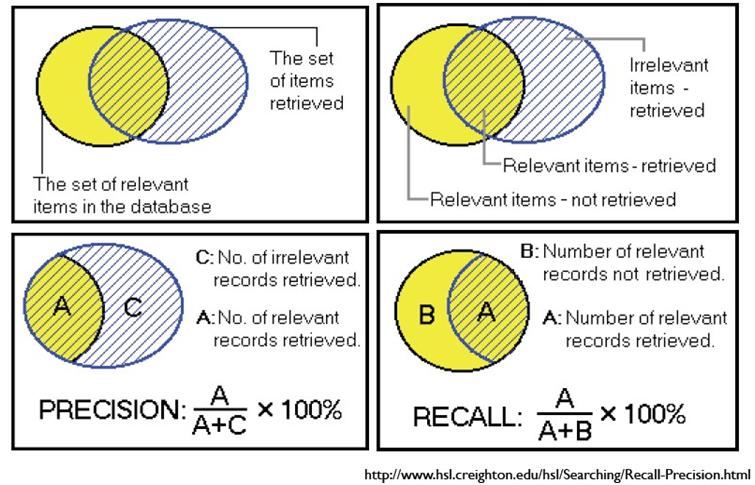 The set
of items
retrieved
The set of relevant
items in the database
Irrelevant
items -
retrieved
Relevant items - retrieved
Relevant items - not retrieved
A
C
C: No. of irrelevant
records retrieved.
A: No. of relevant
records retrieved.
PRECISION: A / A+C × 100%
B
A
B: Number of relevant
records not retrieved.
A: Number of relevant
records retrieved.
RECALL: A / A+B × 100%
http://www.hsl.creighton.edu/hsl/Searching/Recall-Precision.html